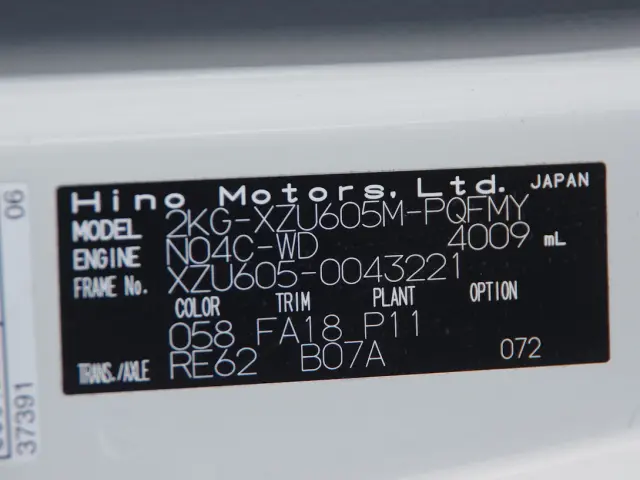 Hino Motors, Ltd. JAPAN
MODEL 2KG-XZU605M-PQFMY
ENGINE N04C-WD 4009 mL
FRAME No. XZU605-0043221
COLOR TRIM PLANT OPTION
058 FA18 P11
TRANS./AXLE RE62 B07A 072
06
37391